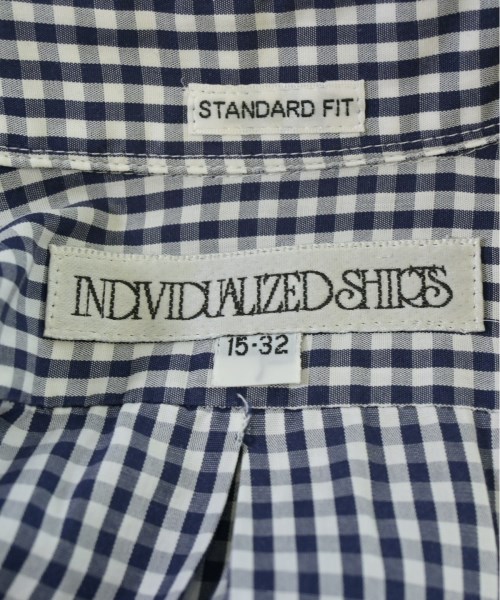 STANDARD FIT
INDIVIDUALIZED SHIRTS
15-32